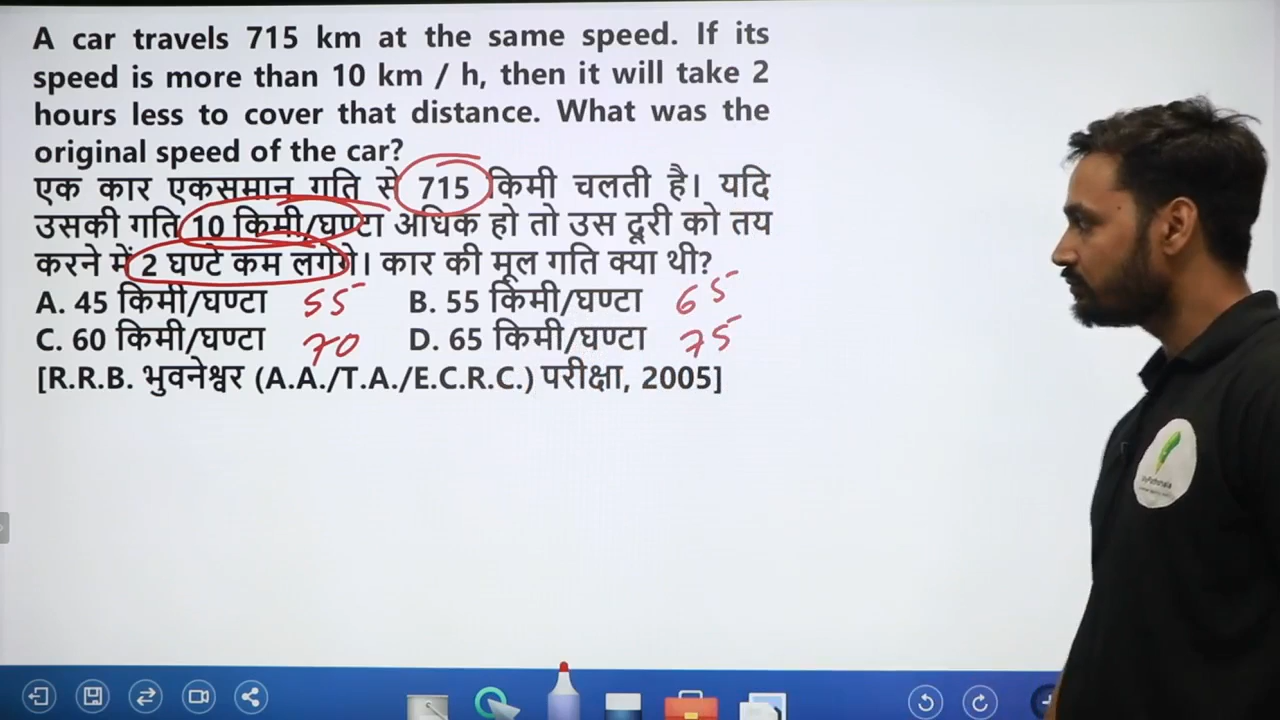 A car travels 715 km at the same speed. If its
speed is more than 10 km / h, then it will take 2
hours less to cover that distance. What was the
original speed of the car?
एक कार एकसमान गति से 715 किमी चलती है। यदि
उसकी गति 10 किमी/घण्टा अधिक हो तो उस दूरी को तय
करने में 2 घण्टे कम लगेगे। कार की मूल गति क्या थी?
A. 45 किमी/घण्टा 55 B. 55 किमी/घण्टा 65
C. 60 किमी/घण्टा 70 D. 65 किमी/घण्टा 75
[R.R.B. भुवनेश्वर (A.A./T.A./E.C.R.C.) परीक्षा, 2005]